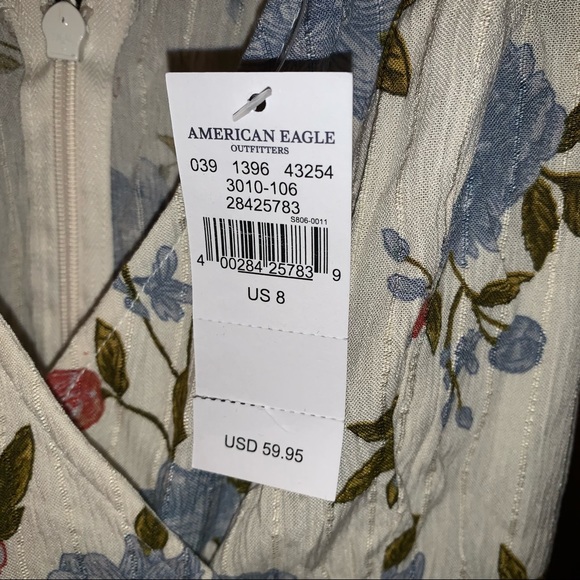 AMERICAN EAGLE
OUTFITTERS
039 1396 43254
3010-106
28425783
S806-0011
4 00284 25783 9
US 8
USD 59.95